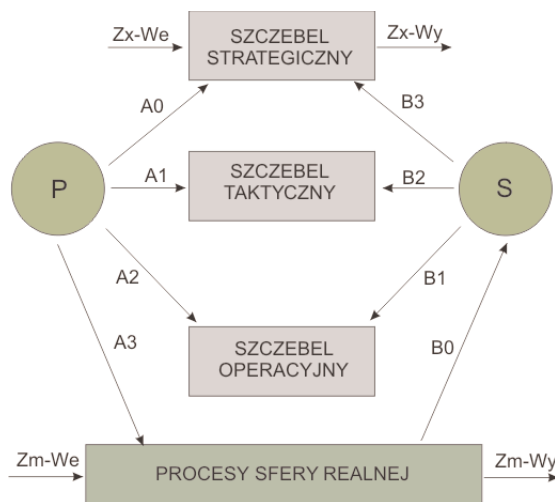 Zx-We
SZCZEBEL
STRATEGICZNY
Zx-Wy
A0
B3
P
A1
SZCZEBEL
TAKTYCZNY
B2
S
A2
B1
A3
SZCZEBEL
OPERACYJNY
B0
Zm-We
PROCESY SFERY REALNEJ
Zm-Wy